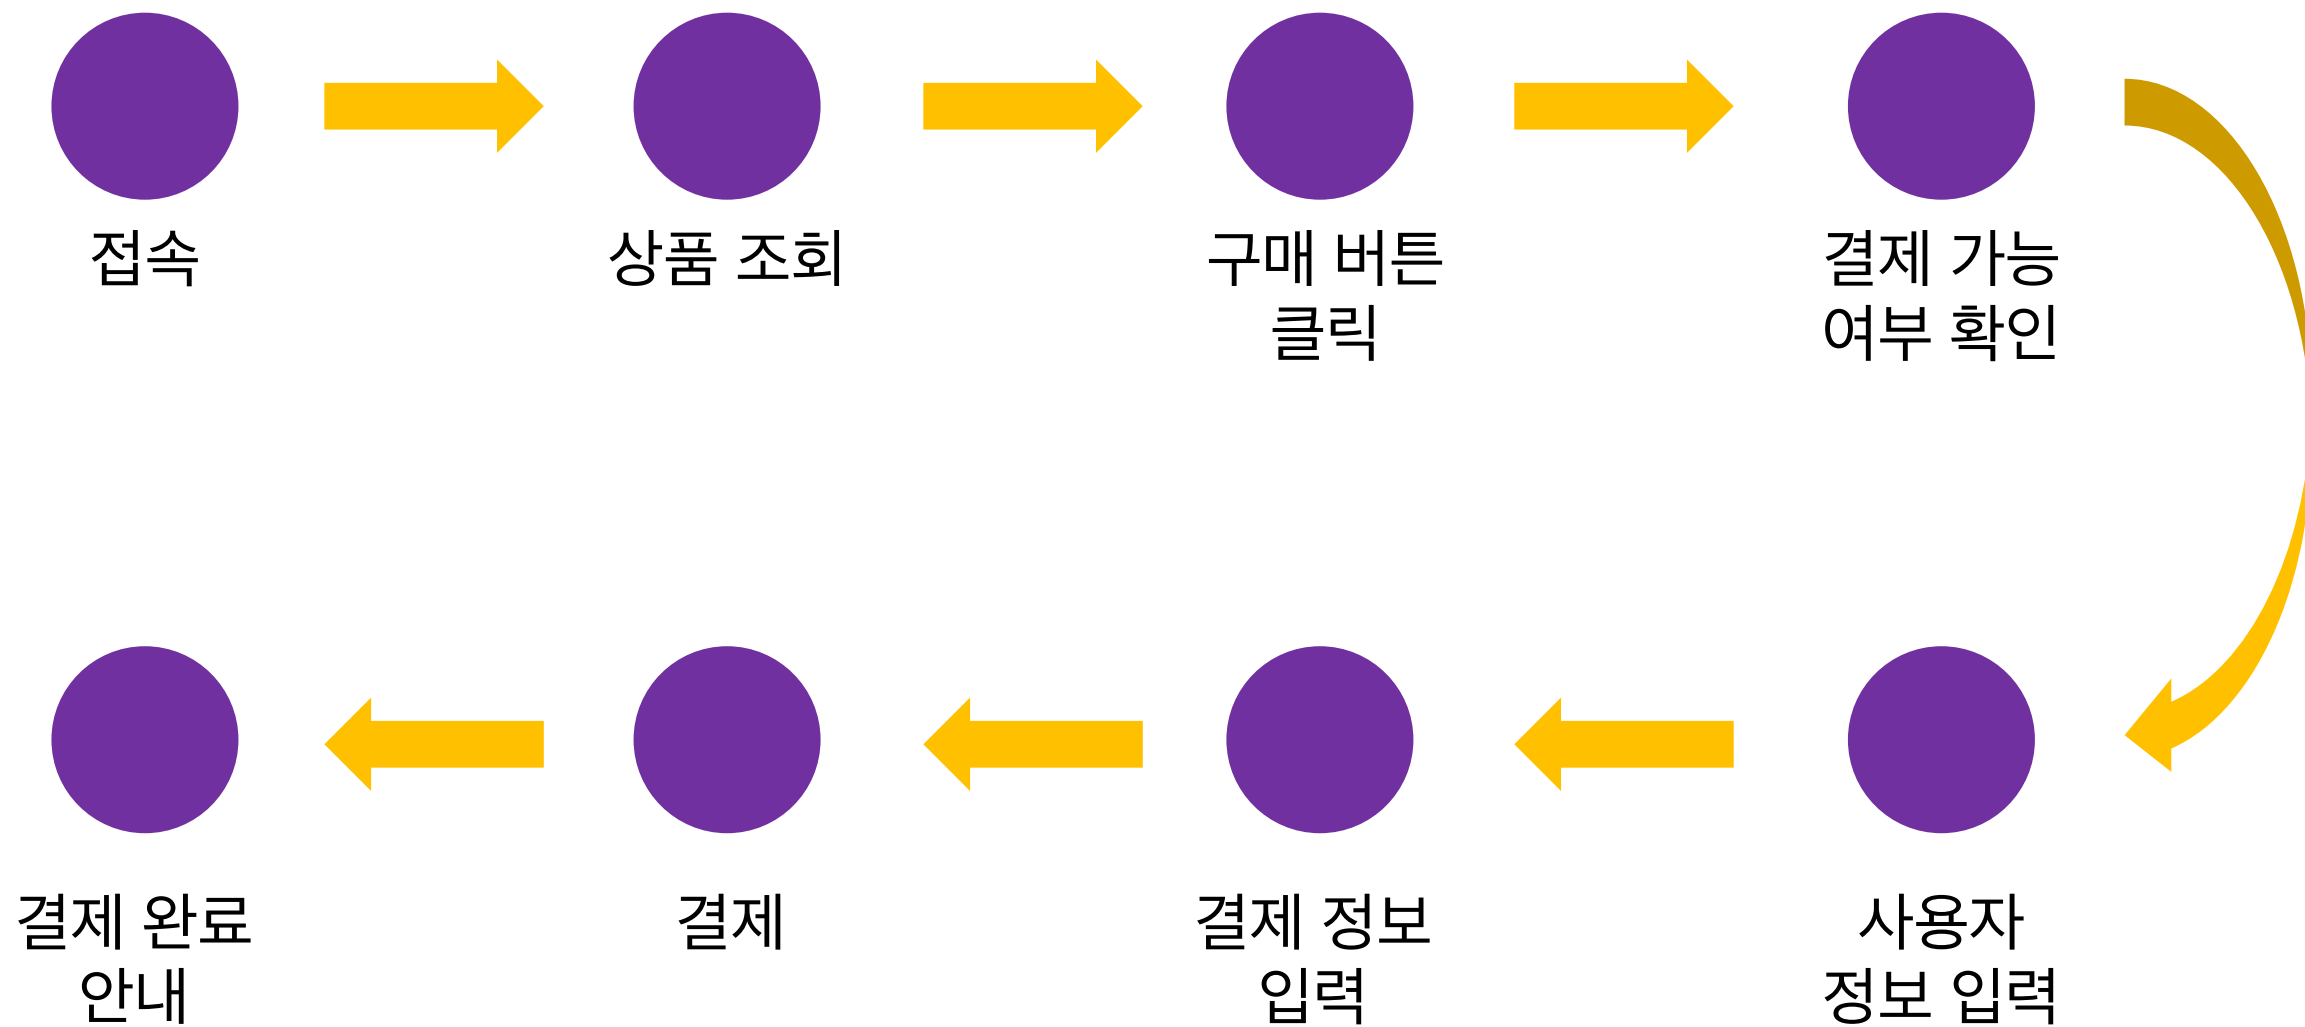 접속
상품 조회
구매 버튼
클릭
결제 가능
여부 확인
결제 완료
안내
결제
결제 정보
입력
사용자
정보 입력